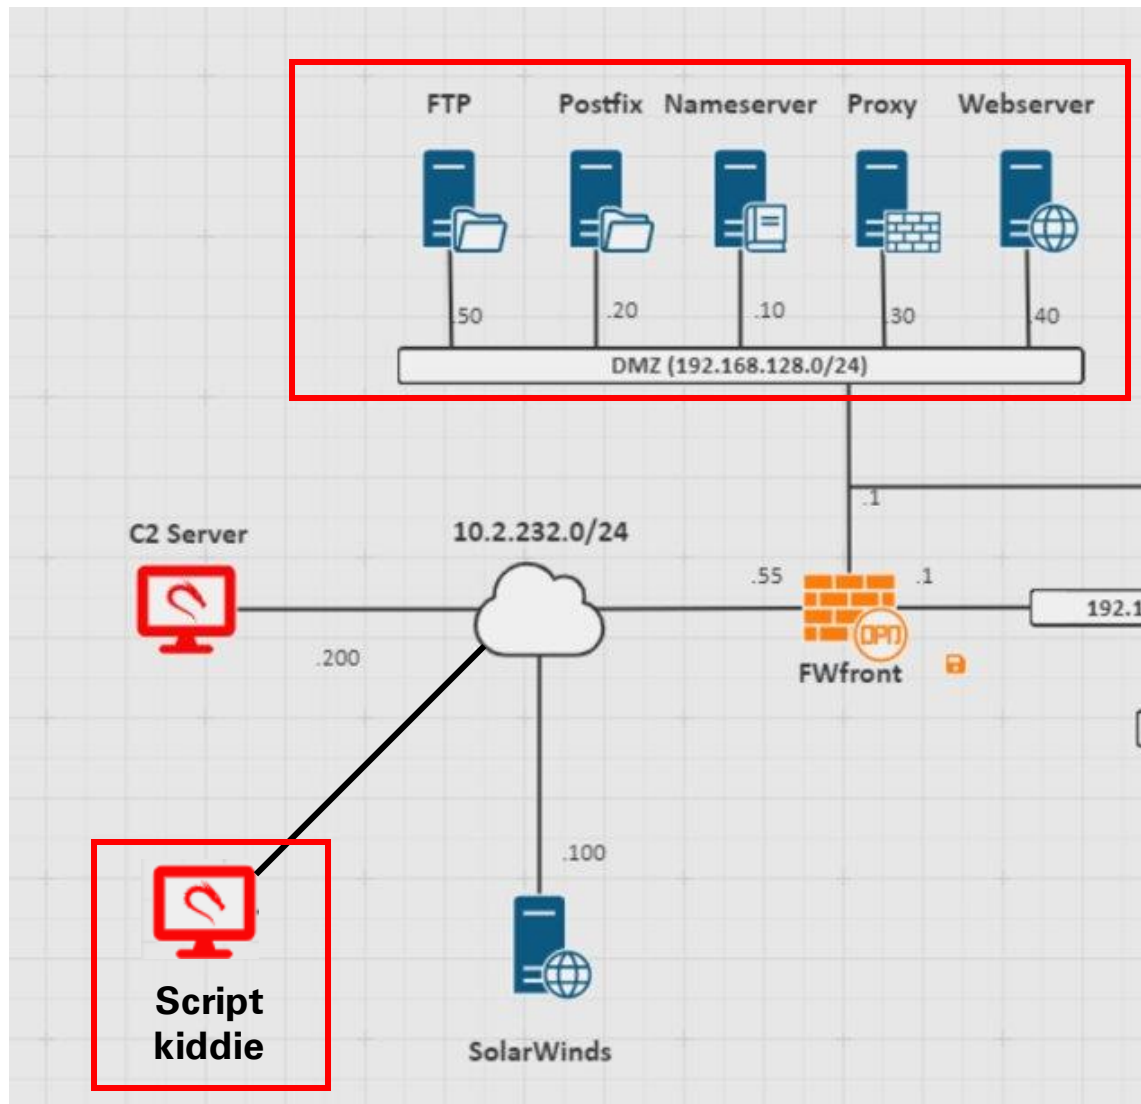 FTP
Postfix
Nameserver
Proxy
Webserver
.50
.20
.10
.30
.40
DMZ (192.168.128.0/24)
.1
C2 Server
10.2.232.0/24
.55
.1
192.1
.200
OPN
FWfront
.100
Script
kiddie
SolarWinds